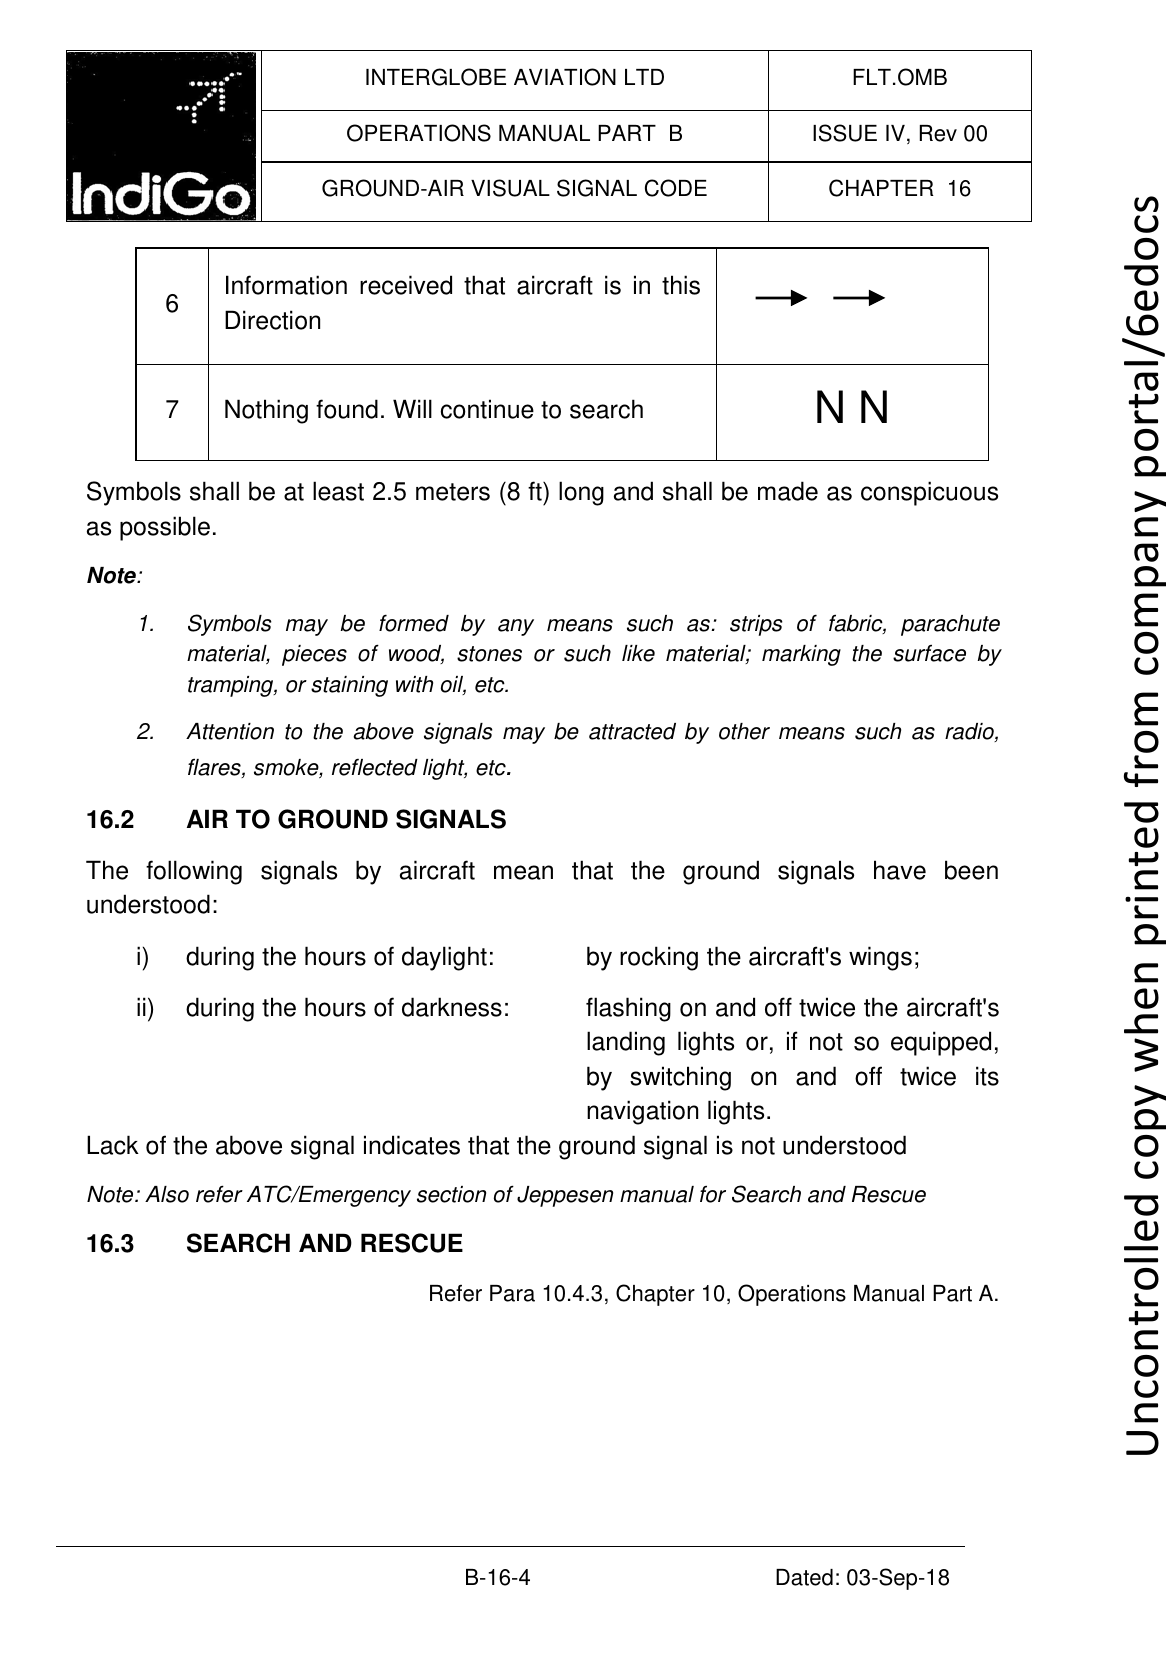 INTERGLOBE AVIATION LTD
FLT.OMB
OPERATIONS MANUAL PART  B
ISSUE IV, Rev 00
IndiGo
GROUND-AIR VISUAL SIGNAL CODE
CHAPTER  16
6
Information received that aircraft is in this
Direction
7
Nothing found. Will continue to search
N N
Symbols shall be at least 2.5 meters (8 ft) long and shall be made as conspicuous
as possible.
Note:
1. Symbols may be formed by any means such as: strips of fabric, parachute
material, pieces of wood, stones or such like material; marking the surface by
tramping, or staining with oil, etc.
2. Attention to the above signals may be attracted by other means such as radio,
flares, smoke, reflected light, etc.
16.2 AIR TO GROUND SIGNALS
The following signals by aircraft mean that the ground signals have been
understood:
i) during the hours of daylight: by rocking the aircraft's wings;
ii) during the hours of darkness: flashing on and off twice the aircraft's
landing lights or, if not so equipped,
by switching on and off twice its
navigation lights.
Lack of the above signal indicates that the ground signal is not understood
Note: Also refer ATC/Emergency section of Jeppesen manual for Search and Rescue
16.3 SEARCH AND RESCUE
Refer Para 10.4.3, Chapter 10, Operations Manual Part A.
B-16-4
Dated: 03-Sep-18
Uncontrolled copy when printed from company portal/6edocs